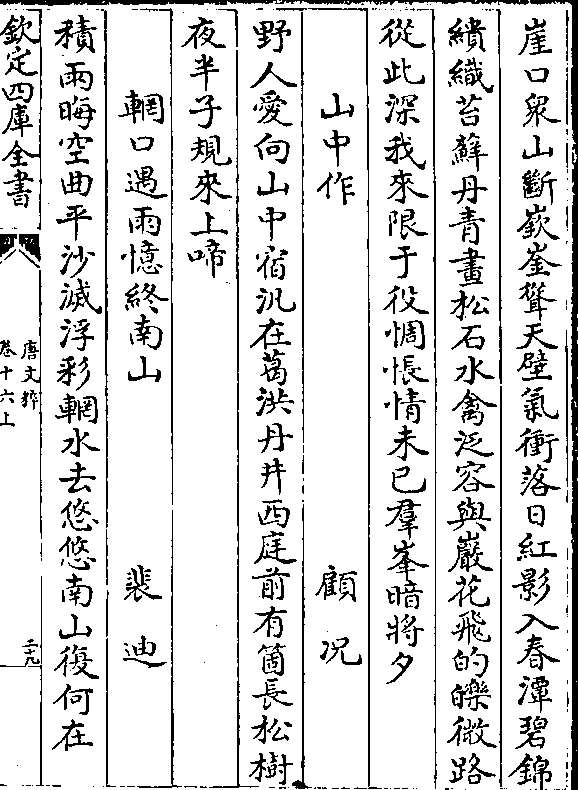 崖口衆山斷嶔崟聳天壁氣衝落日紅影入春潭碧錦
繢織苔蘚丹青畫松石水禽泛容與巖花飛的皪微路
從此深我來限于役惆悵情未已羣峯暗將夕
山中作 顧況
野人愛向山中宿況在葛洪丹井西庭前有箇長松樹
夜半子規來上啼
輞口遇雨憶終南山 裴迪
積雨晦空曲平沙滅浮彩輞水去悠悠南山復何在
欽定四庫全書
唐文粹
卷十六上
二十九